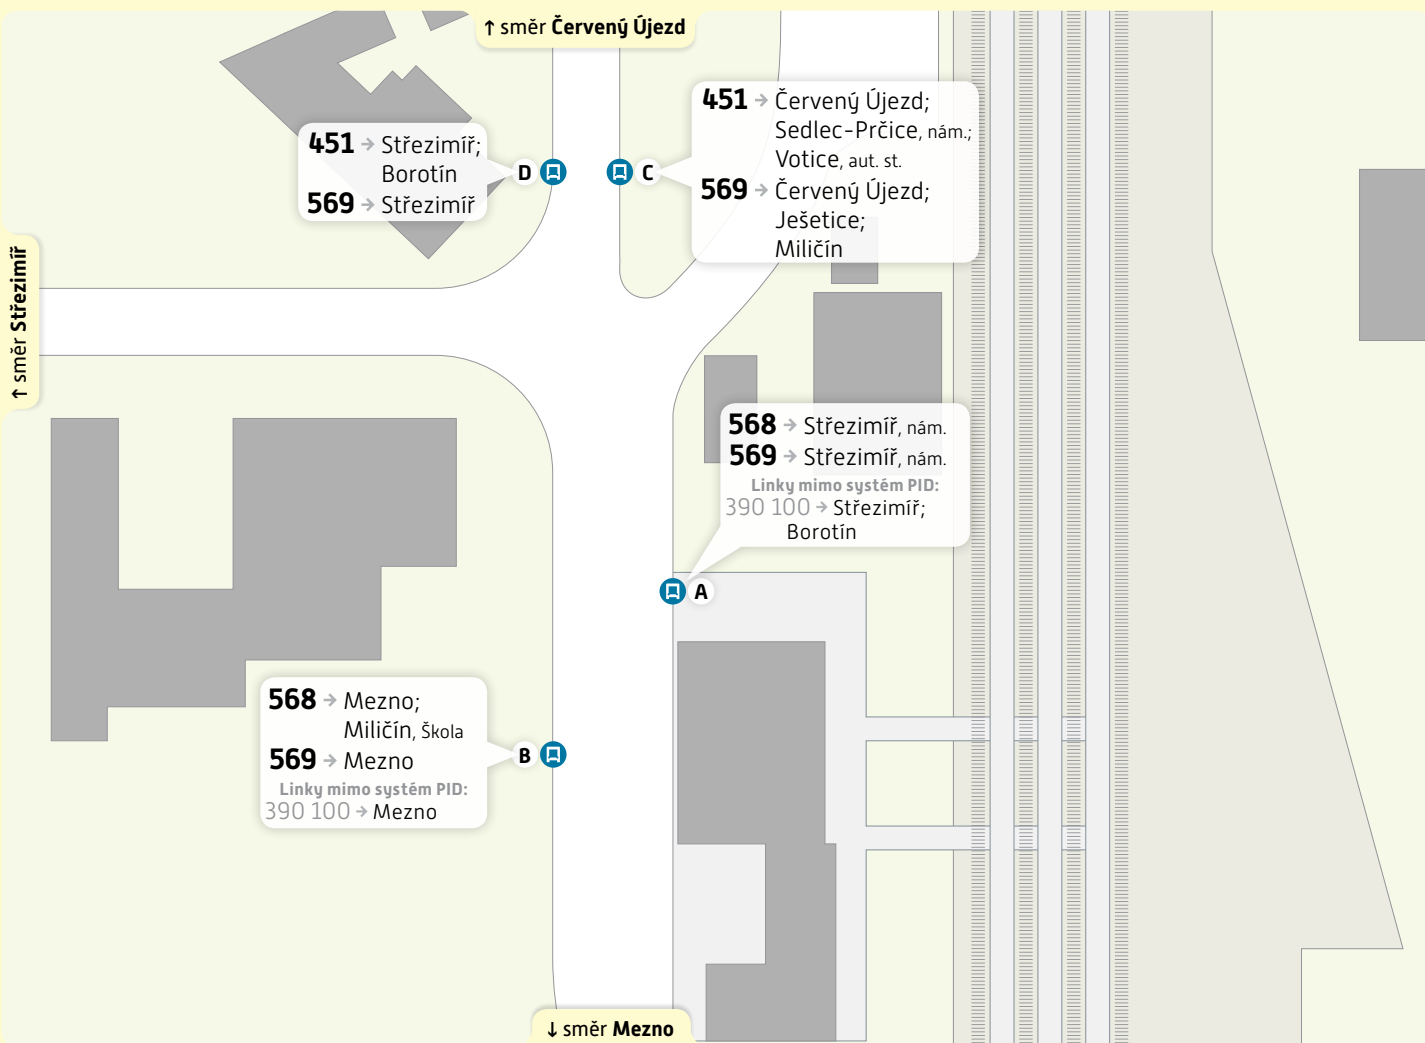 ↑ směr Červený Újezd
451 → Červený Újezd;
Sedlec-Prčice, nám.;
Votice, aut. st.
569 → Červený Újezd;
Ješetice;
Miličín
C
451 → Střezimíř;
Borotín
569 → Střezimíř
D
↑ směr Střezimíř
568 → Střezimíř, nám.
569 → Střezimíř, nám.
Linky mimo systém PID:
390 100 → Střezimíř;
Borotín
A
568 → Mezno;
Miličín, Škola
569 → Mezno
Linky mimo systém PID:
390 100 → Mezno
B
↓ směr Mezno